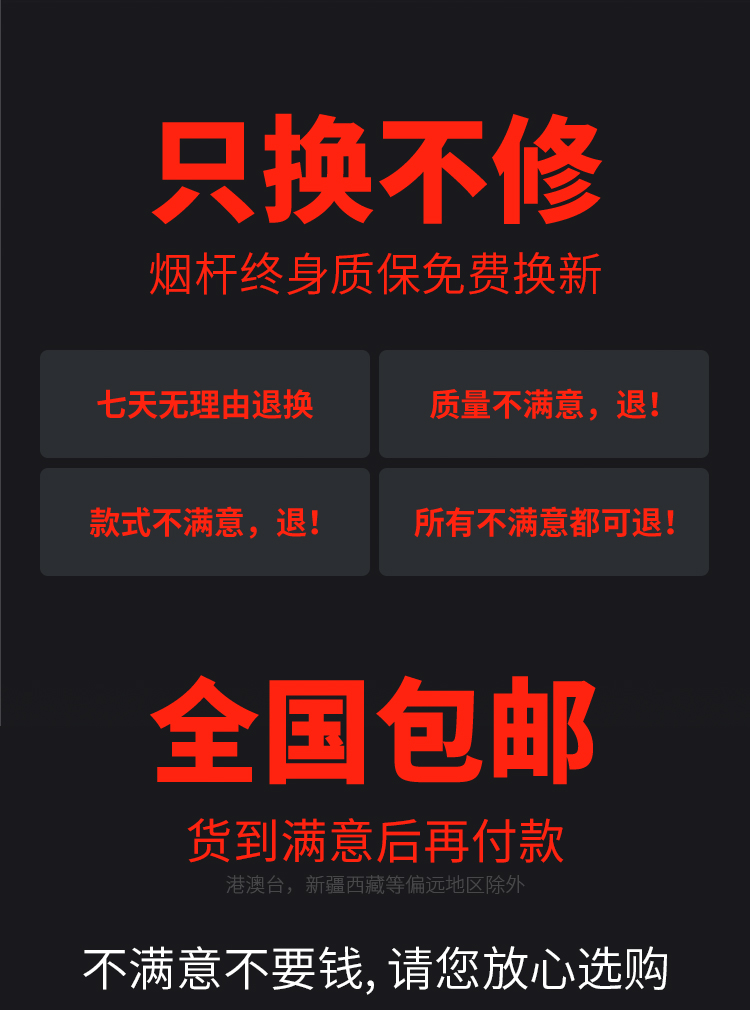 只换不修
烟杆终身质保免费换新
七天无理由退换
质量不满意，退！
款式不满意，退！
所有不满意都可退！
全国包邮
货到满意后再付款
港澳台，新疆西藏等偏远地区除外
不满意不要钱, 请您放心选购